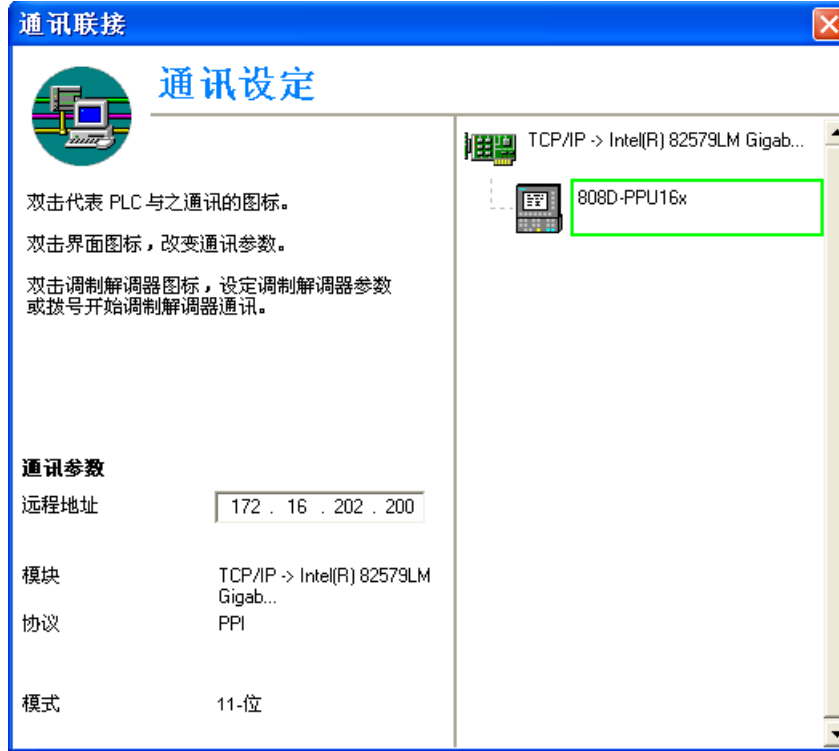 通讯联接
通讯设定
双击代表 PLC 与之通讯的图标。
双击界面图标，改变通讯参数。
双击调制解调器图标，设定调制解调器参数
或拨号开始调制解调器通讯。
通讯参数
远程地址 172 . 16 . 202 . 200
模块 TCP/IP -> Intel(R) 82579LM
Gigab...
协议 PPI
模式 11-位
TCP/IP -> Intel(R) 82579LM Gigab...
808D-PPU16x